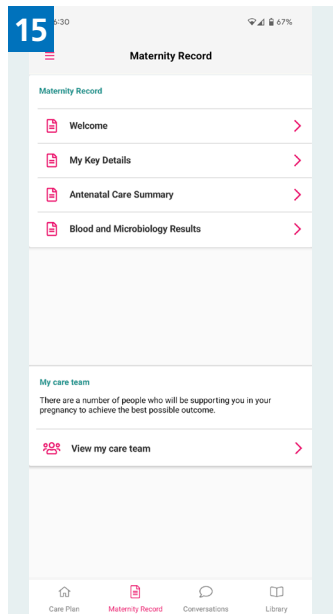 15
6:30
67%
Maternity Record
Maternity Record
Welcome
My Key Details
Antenatal Care Summary
Blood and Microbiology Results
My care team
There are a number of people who will be supporting you in your
pregnancy to achieve the best possible outcome.
View my care team
Care Plan Maternity Record Conversations Library